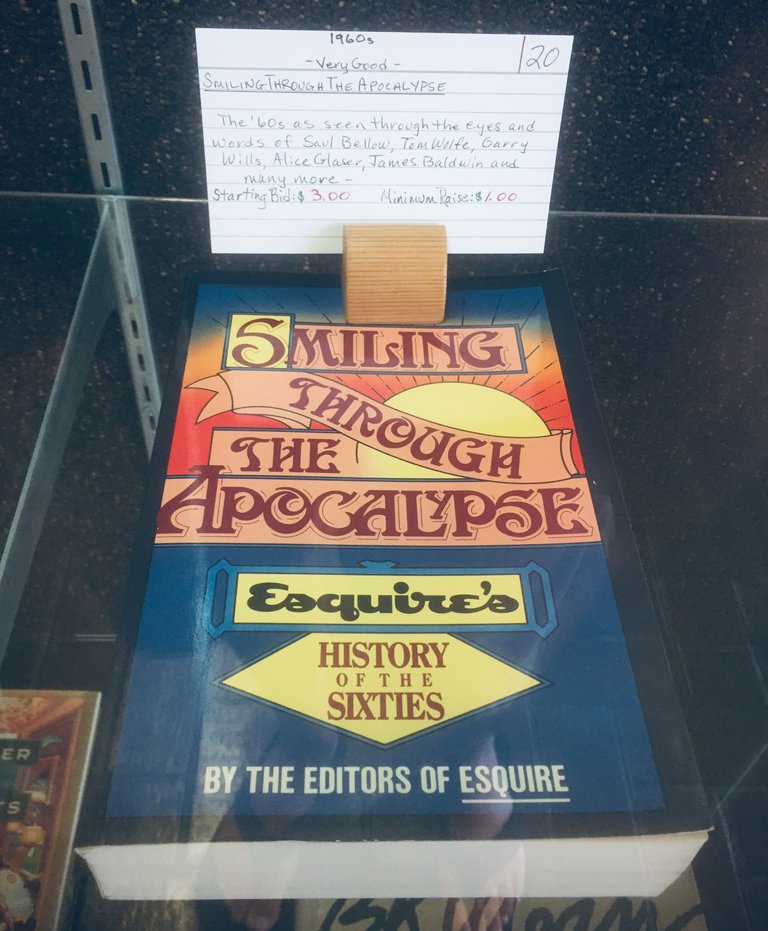 1960s
20
- Very Good -
SMILING THROUGH THE APOCALYPSE
The '60s as seen through the eyes and
words of Saul Bellow, Tom Wolfe, Garry
Wills, Alice Glaser, James Baldwin and
many more -
Starting Bid: $ 3.00 Minimum Raise: $1.00
SMILING
THROUGH
THE
APOCALYPSE
Esquire's
HISTORY
OF THE
SIXTIES
BY THE EDITORS OF ESQUIRE
ER
TS